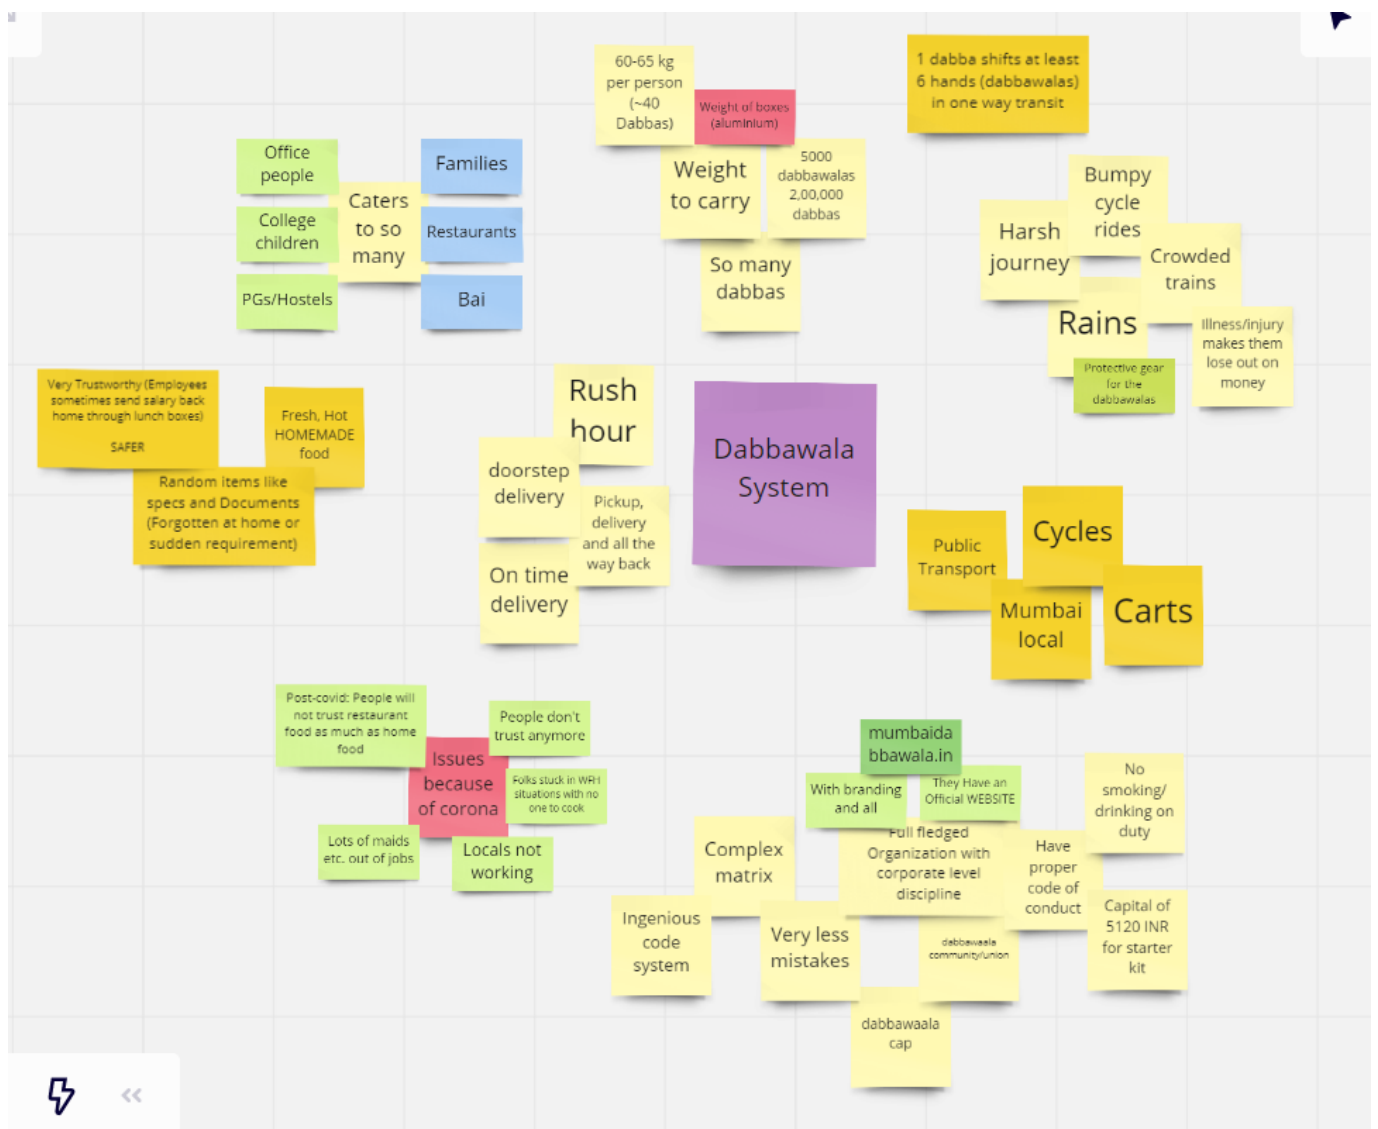 60-65 kg
per person
(~40
Dabbas)
Weight of boxes
(aluminium)
Weight
to carry
5000
dabbawalas
2,00,000
dabbas
So many
dabbas
1 dabba shifts at least
6 hands (dabbawalas)
in one way transit
Office
people
College
children
PGs/Hostels
Caters
to so
many
Families
Restaurants
Bai
Bumpy
cycle
rides
Harsh
journey
Crowded
trains
Rains
Protective gear
for the
dabbawalas
Illness/injury
makes them
lose out on
money
Very Trustworthy (Employees
sometimes send salary back
home through lunch boxes)
SAFER
Fresh, Hot
HOMEMADE
food
Random items like
specs and Documents
(Forgotten at home or
sudden requirement)
Rush
hour
doorstep
delivery
Pickup,
delivery
and all the
way back
On time
delivery
Dabbawala
System
Public
Transport
Cycles
Mumbai
local
Carts
Post-covid: People will
not trust restaurant
food as much as home
food
People don't
trust anymore
Issues
because
of corona
Folks stuck in WFH
situations with no
one to cook
Lots of maids
etc. out of jobs
Locals not
working
mumbaida
bbawala.in
With branding
and all
They Have an
Official WEBSITE
Full fledged
Organization with
corporate level
discipline
Complex
matrix
Ingenious
code
system
Very less
mistakes
dabbawaala
community/union
dabbawaala
cap
Have
proper
code of
conduct
No
smoking/
drinking on
duty
Capital of
5120 INR
for starter
kit